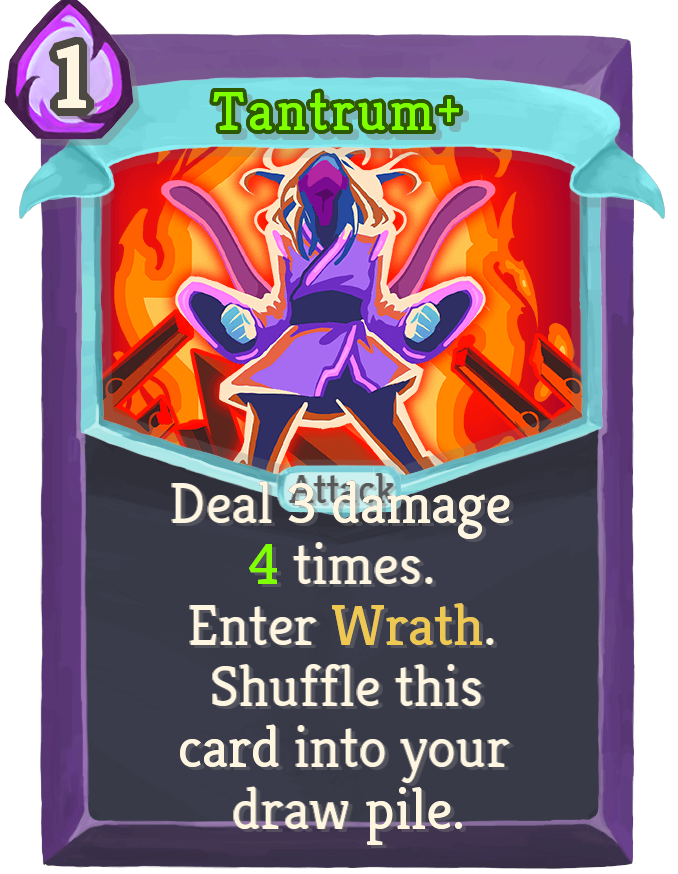 1
Tantrum+
Attack
Deal 3 damage
4 times.
Enter Wrath.
Shuffle this
card into your
draw pile.